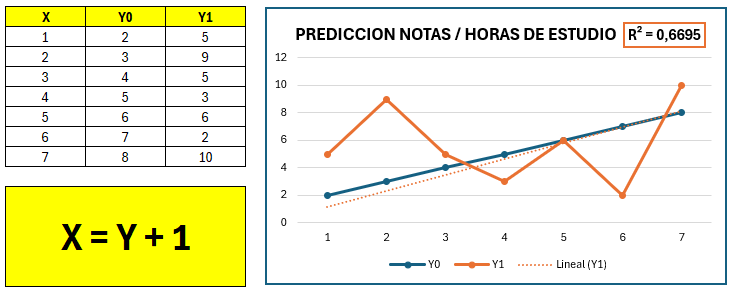 X Y0 Y1
1 2 5
2 3 9
3 4 5
4 5 3
5 6 6
6 7 2
7 8 10
X = Y + 1
PREDICCION NOTAS / HORAS DE ESTUDIO R² = 0,6695
12
10
8
6
4
2
0
1 2 3 4 5 6 7
Y0 Y1 Lineal (Y1)